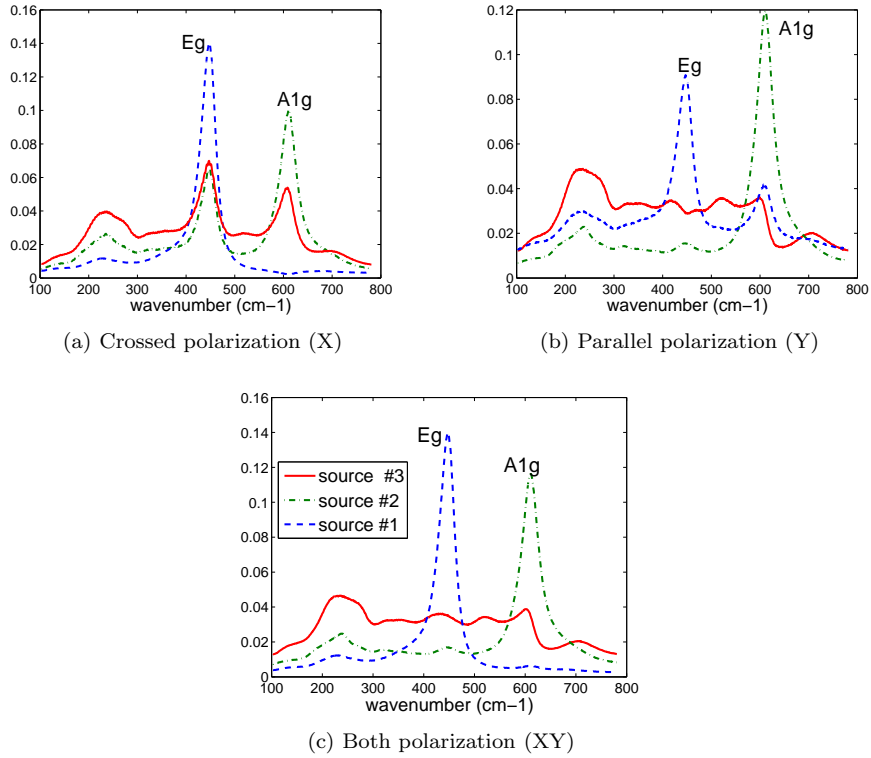 0.16
0.14
0.12
0.1
0.08
0.06
0.04
0.02
0
100 200 300 400 500 600 700 800
Eg
A1g
wavenumber (cm−1)
(a) Crossed polarization (X)
0.12
0.1
0.08
0.06
0.04
0.02
0
100 200 300 400 500 600 700 800
A1g
Eg
wavenumber (cm−1)
(b) Parallel polarization (Y)
0.16
0.14
0.12
0.1
0.08
0.06
0.04
0.02
0
100 200 300 400 500 600 700 800
Eg
A1g
source #3
source #2
source #1
wavenumber (cm−1)
(c) Both polarization (XY)